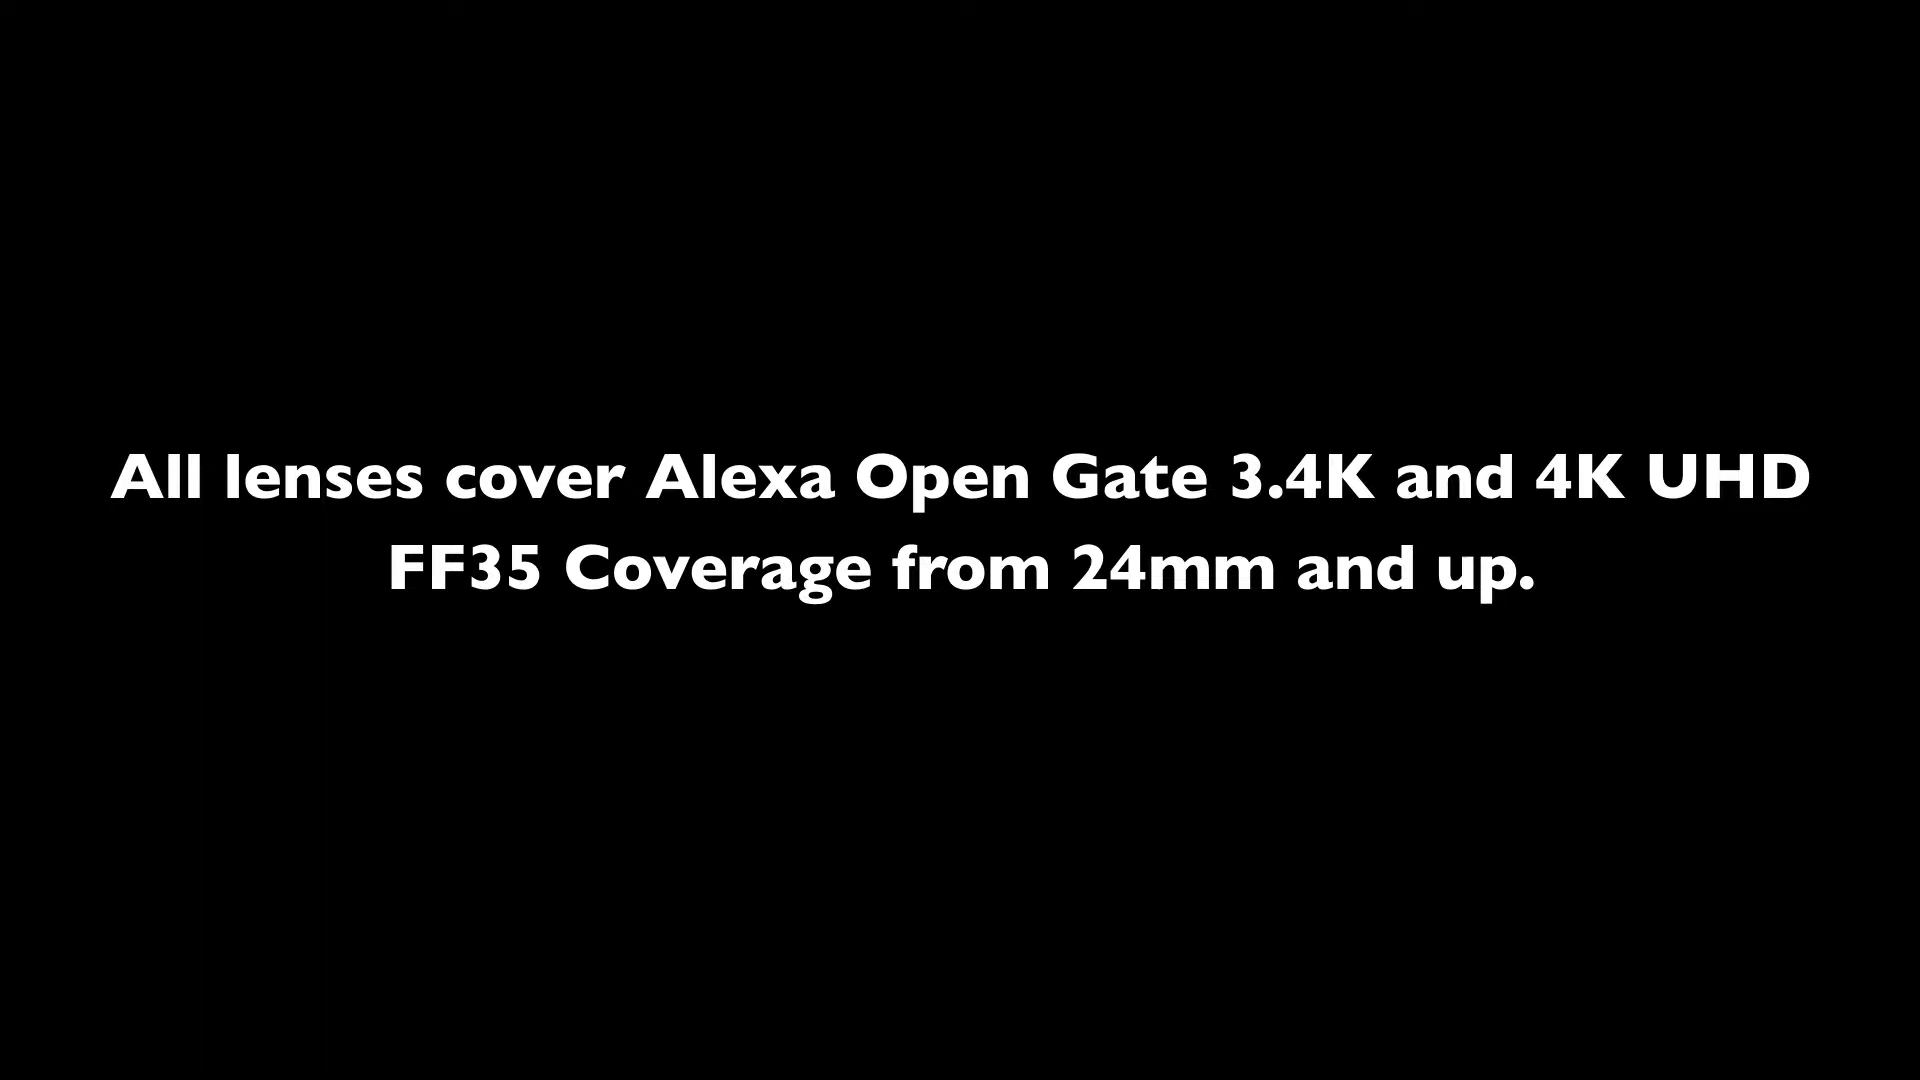 All lenses cover Alexa Open Gate 3.4K and 4K UHD
FF35 Coverage from 24mm and up.